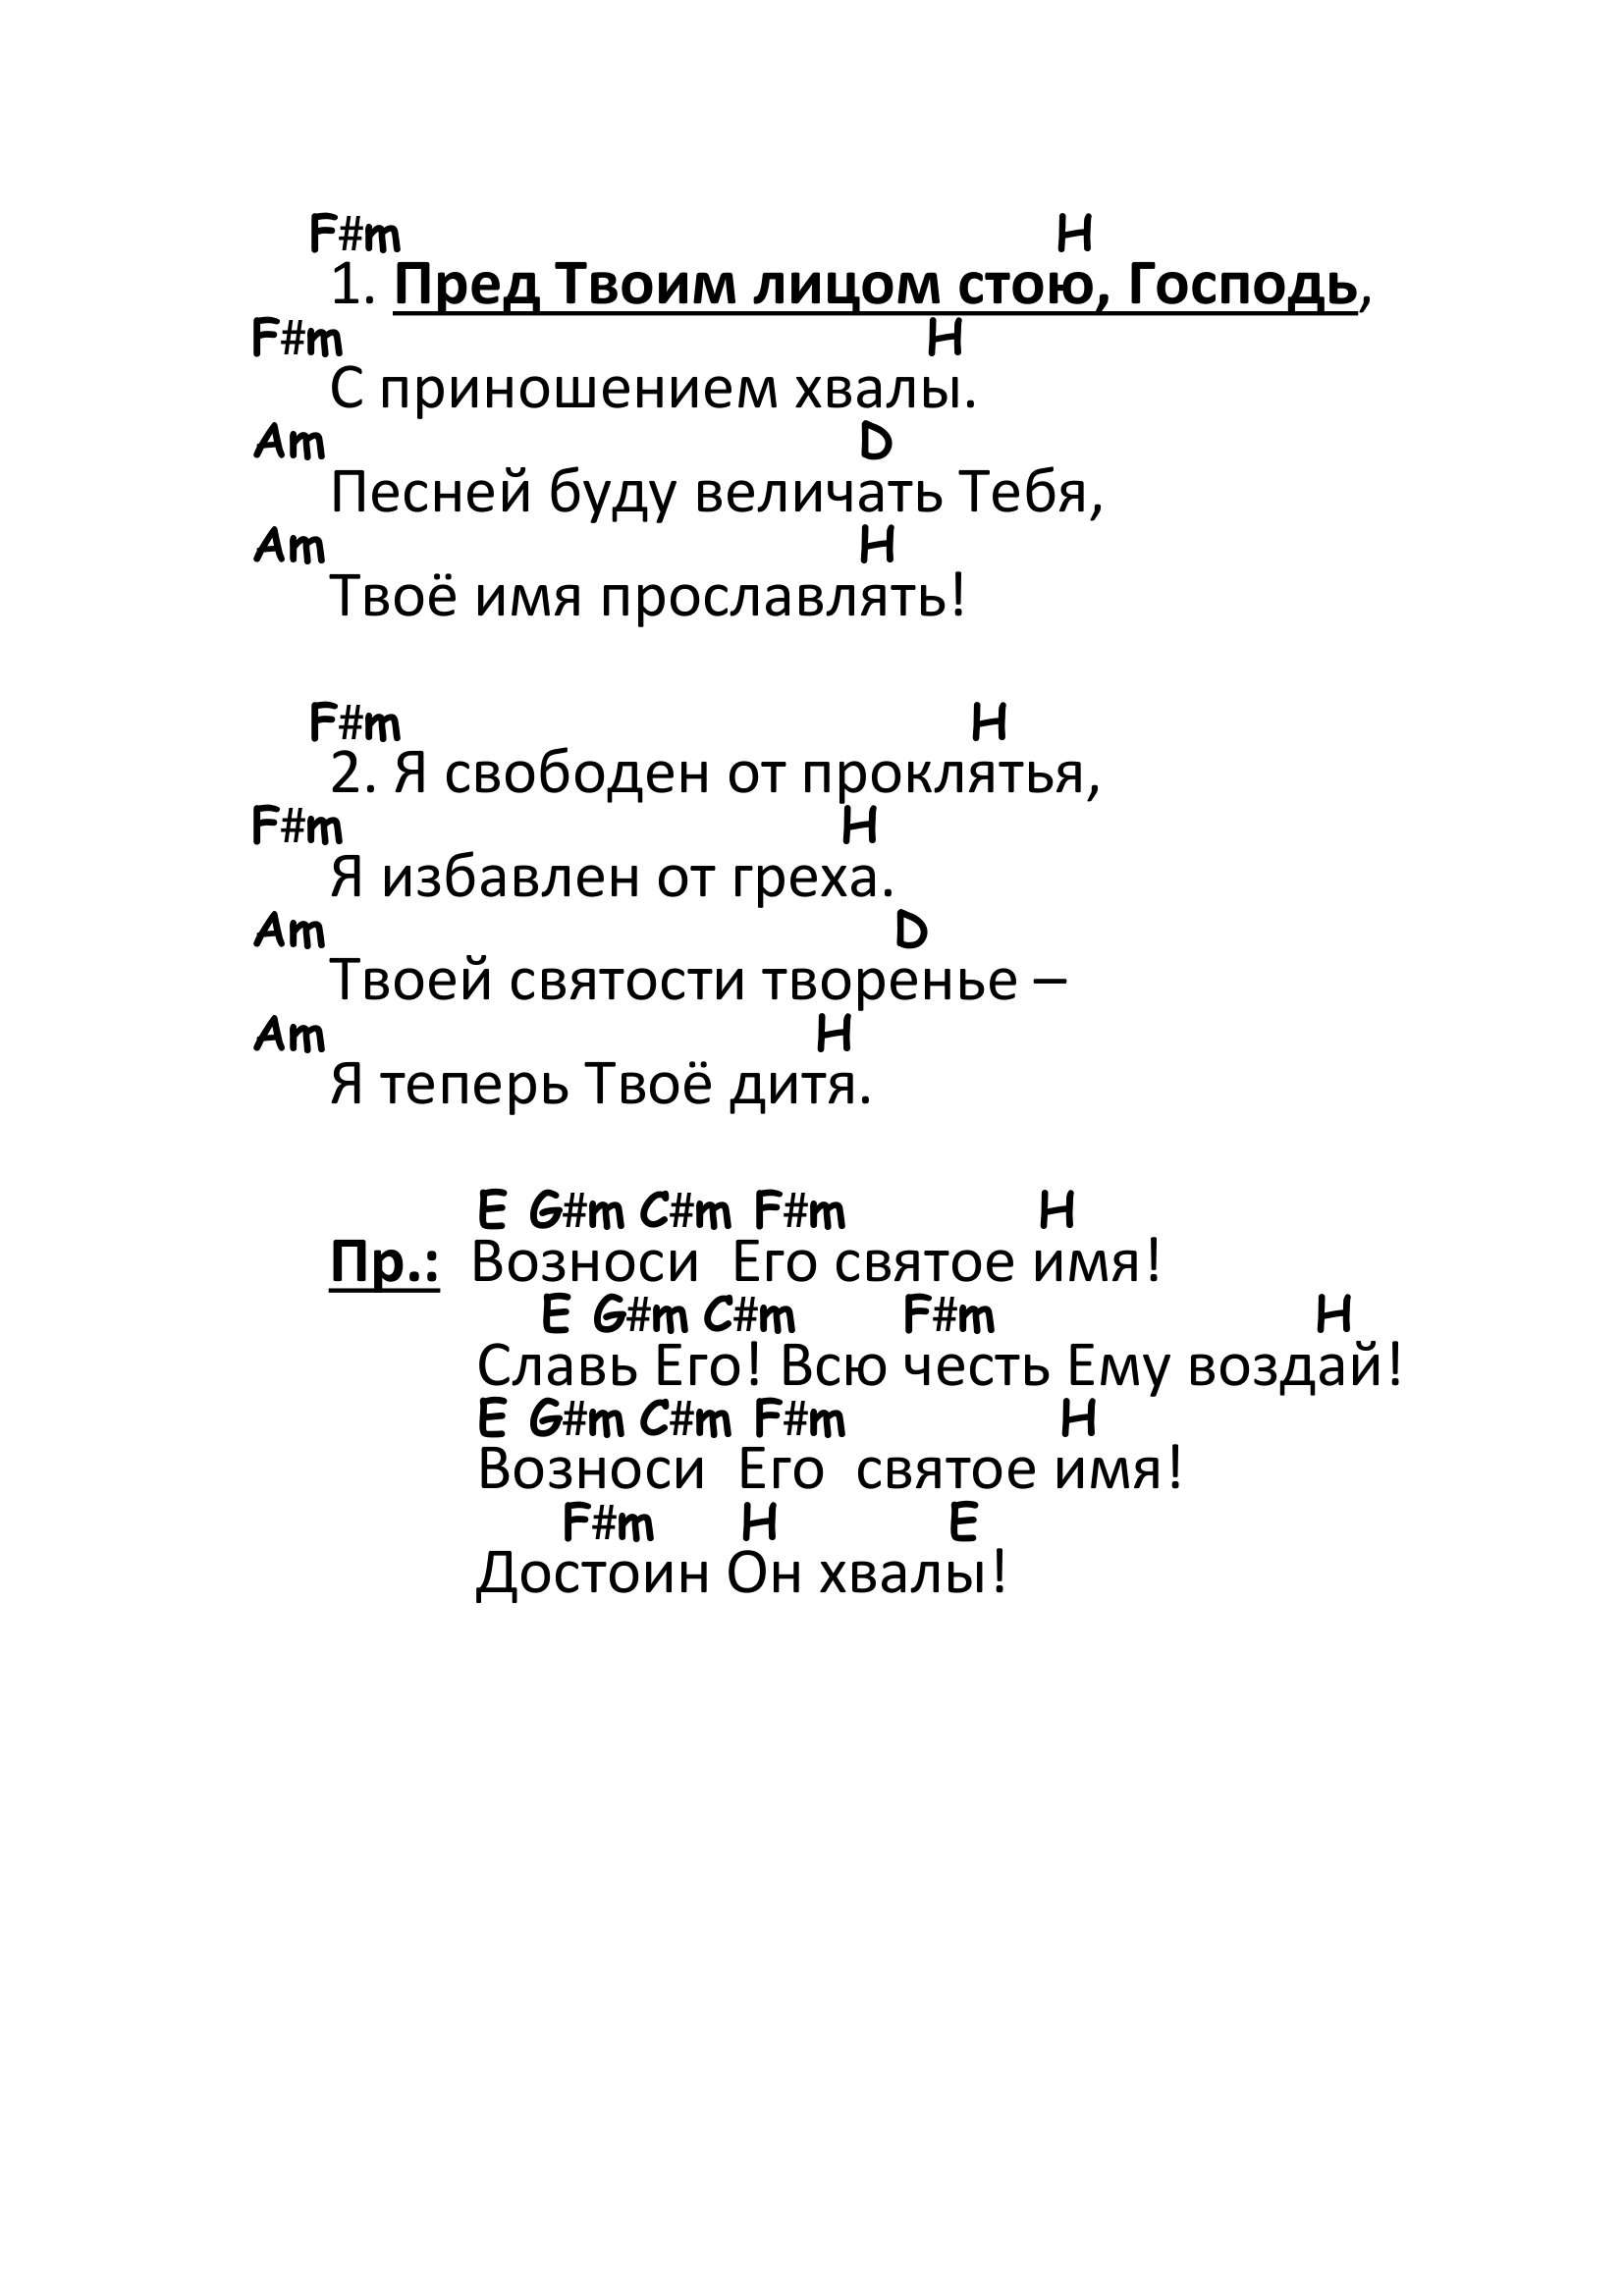 F#m H
1. Пред Твоим лицом стою, Господь,
F#m H
С приношением хвалы.
Am D
Песней буду величать Тебя,
Am H
Твоё имя прославлять!
F#m H
2. Я свободен от проклятья,
F#m H
Я избавлен от греха.
Am D
Твоей святости творенье –
Am H
Я теперь Твоё дитя.
E G#m C#m F#m H
Пр.: Возноси Его святое имя!
E G#m C#m F#m H
Славь Его! Всю честь Ему воздай!
E G#m C#m F#m H
Возноси Его святое имя!
F#m H E
Достоин Он хвалы!